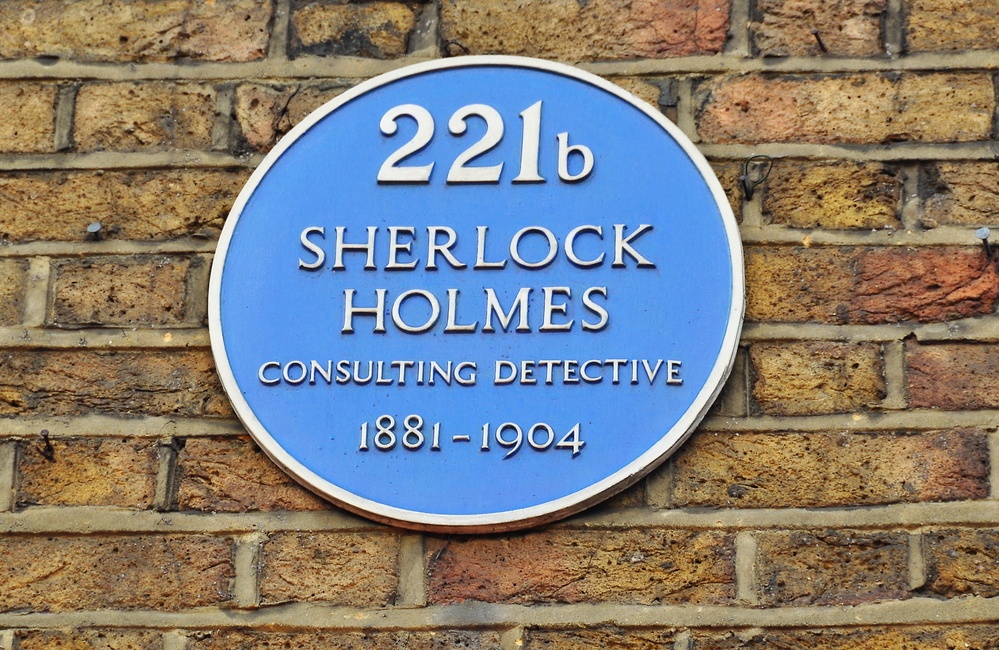 221b
SHERLOCK
HOLMES
CONSULTING DETECTIVE
1881-1904